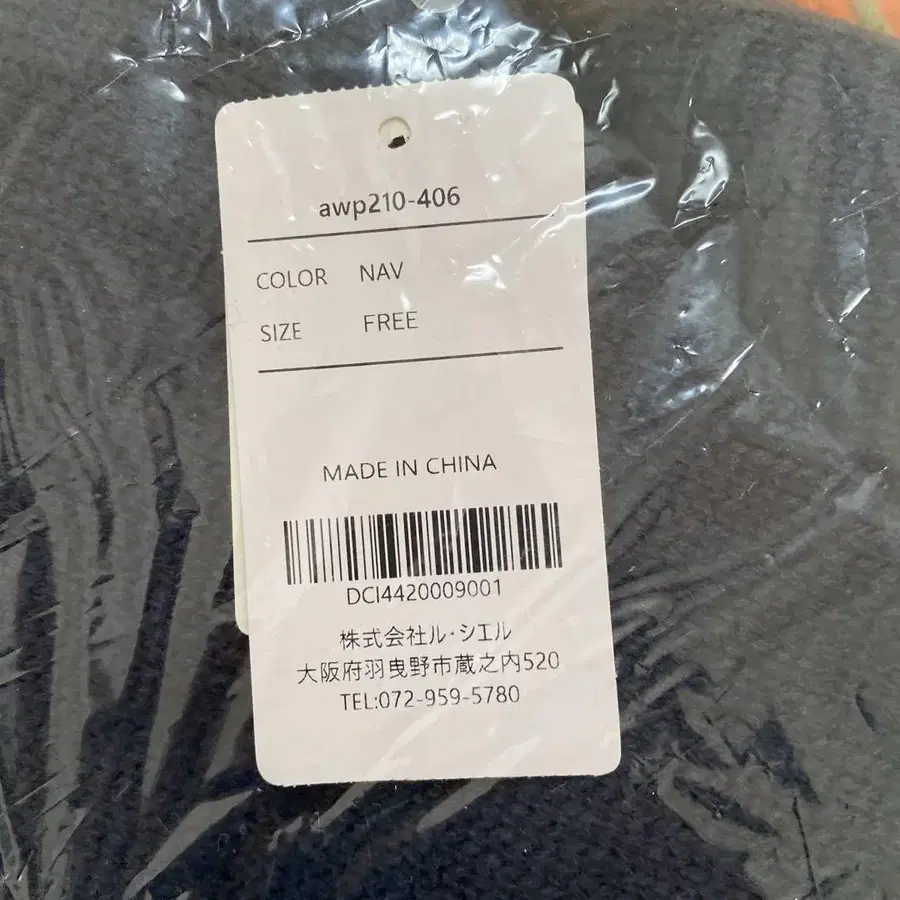 awp210-406
COLOR NAV
SIZE FREE
MADE IN CHINA
DCI4420009001
株式会社ル・シエル
大阪府羽曳野市蔵之内520
TEL:072-959-5780